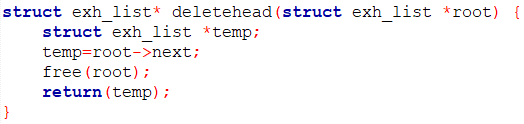 struct exh_list* deletehead(struct exh_list *root) {
    struct exh_list *temp;
    temp=root->next;
    free(root);
    return(temp);
}